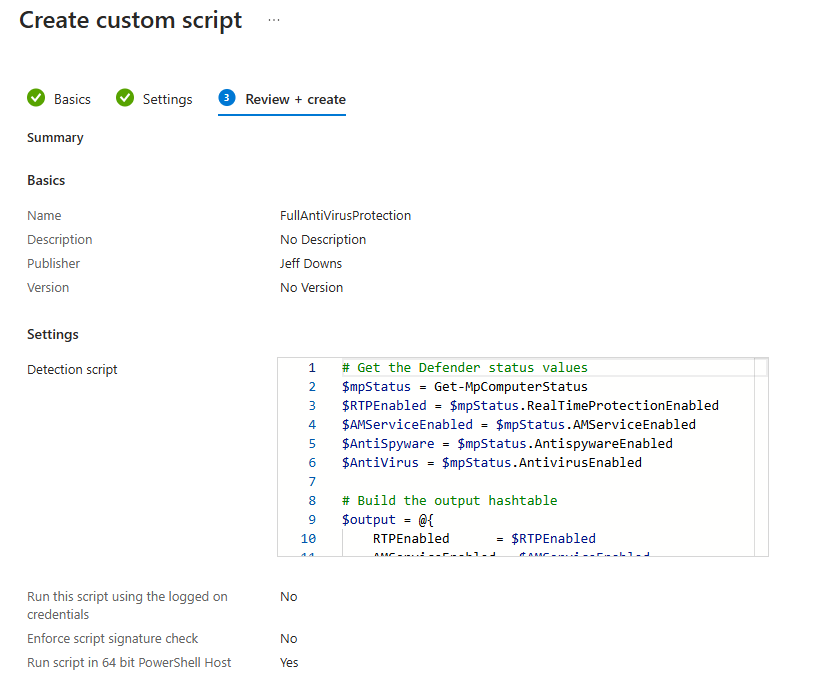 Create custom script ...
Basics
Settings
3 Review + create
Summary
Basics
Name FullAntiVirusProtection
Description No Description
Publisher Jeff Downs
Version No Version
Settings
Detection script
1 # Get the Defender status values
2 $mpStatus = Get-MpComputerStatus
3 $RTPEnabled = $mpStatus.RealTimeProtectionEnabled
4 $AMServiceEnabled = $mpStatus.AMServiceEnabled
5 $AntiSpyware = $mpStatus.AntispywareEnabled
6 $AntiVirus = $mpStatus.AntivirusEnabled
7
8 # Build the output hashtable
9 $output = @{
10 RTPEnabled = $RTPEnabled
11 AMServiceEnabled = $AMServiceEnabled
Run this script using the logged on
credentials No
Enforce script signature check No
Run script in 64 bit PowerShell Host Yes